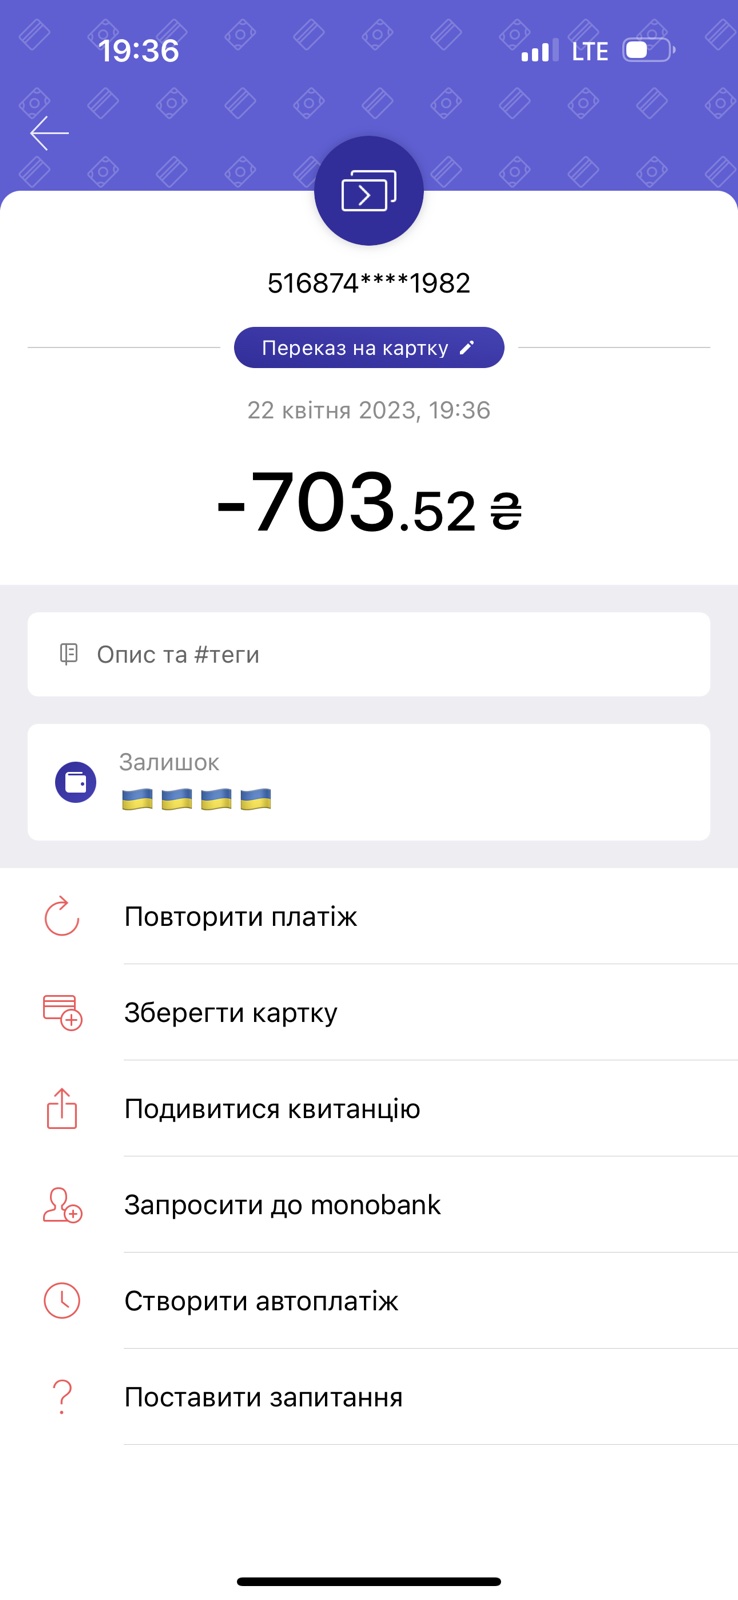 19:36 LTE
516874****1982
Переказ на картку
22 квітня 2023, 19:36
-703.52 ₴
Опис та #теги
Залишок
🇺🇦 🇺🇦 🇺🇦 🇺🇦
Повторити платіж
Зберегти картку
Подивитися квитанцію
Запросити до monobank
Створити автоплатіж
Поставити запитання